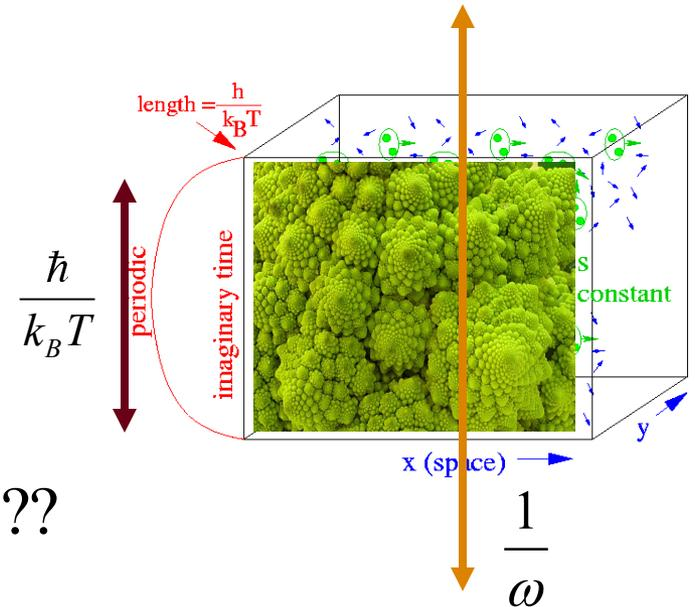 length = h / k_B T
ħ / k_B T
periodic
imaginary time
s
constant
x (space)
y
??
1 / ω